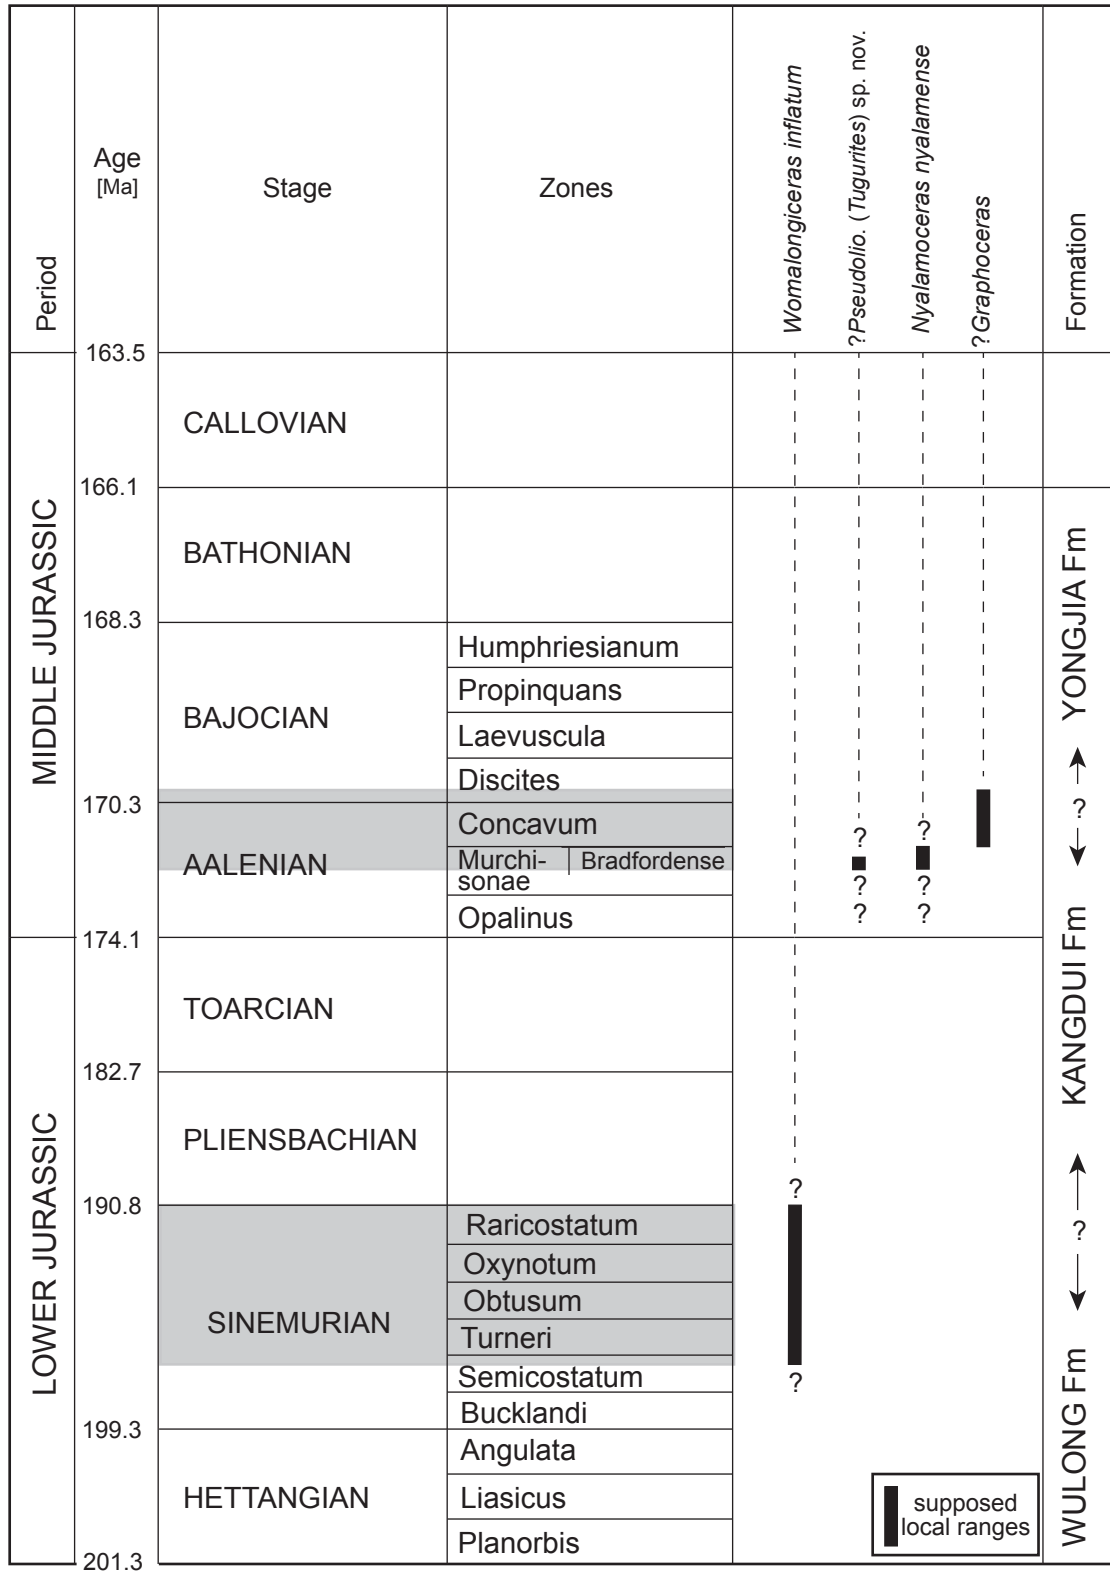 Period
Age
[Ma]
Stage
Zones
Womalongiceras inflatum
?Pseudolio. (Tugurites) sp. nov.
Nyalamoceras nyalamense
?Graphoceras
Formation
163.5
MIDDLE JURASSIC
CALLOVIAN
166.1
BATHONIAN
168.3
BAJOCIAN
Humphriesianum
Propinquans
Laevuscula
Discites
170.3
AALENIAN
Concavum
Murchi-
sonae
Bradfordense
Opalinus
? ?
? ?
? ?
YONGJIA Fm
?
174.1
LOWER JURASSIC
TOARCIAN
182.7
PLIENSBACHIAN
KANGDUI Fm
?
190.8
SINEMURIAN
Raricostatum
Oxynotum
Obtusum
Turneri
Semicostatum
Bucklandi
?
?
199.3
HETTANGIAN
Angulata
Liasicus
Planorbis
201.3
WULONG Fm
supposed
local ranges